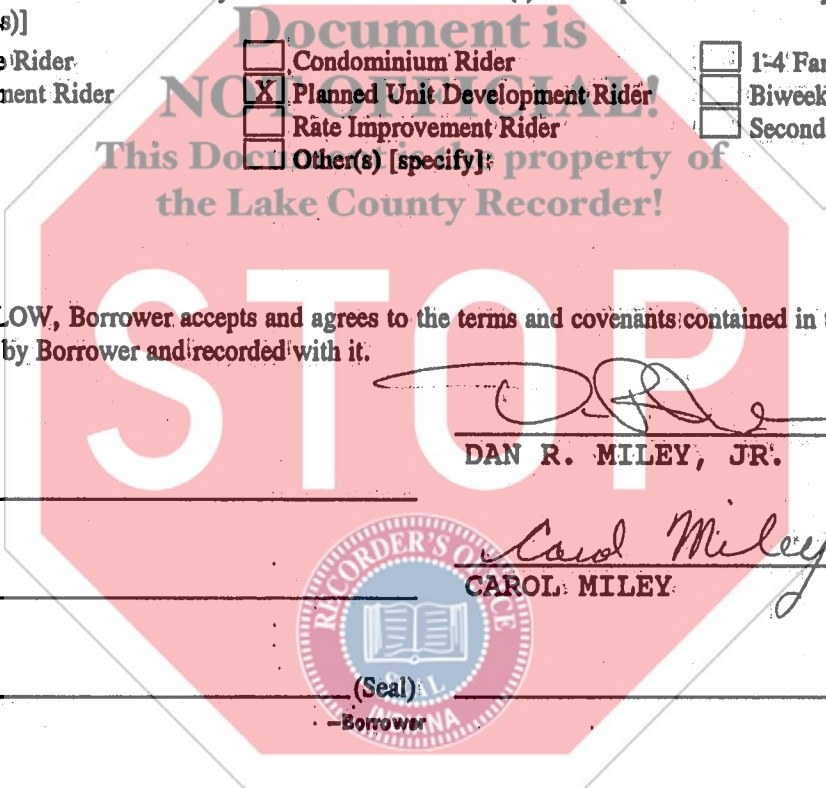 s)]
Document is
Rider
Condominium Rider
1-4 Fa
ment Rider
NOT OFFICIAL!
X Planned Unit Development Rider
Biweek
Rate Improvement Rider
Second
This Document is the property of
Other(s) [specify]:
the Lake County Recorder!
STOP
LOW, Borrower accepts and agrees to the terms and covenants contained in
by Borrower and recorded with it.
DAN R. MILEY, JR.
Carol Miley
CAROL MILEY
RECORDER'S OFFICE
SEAL
INDIANA
(Seal)
-Borrower